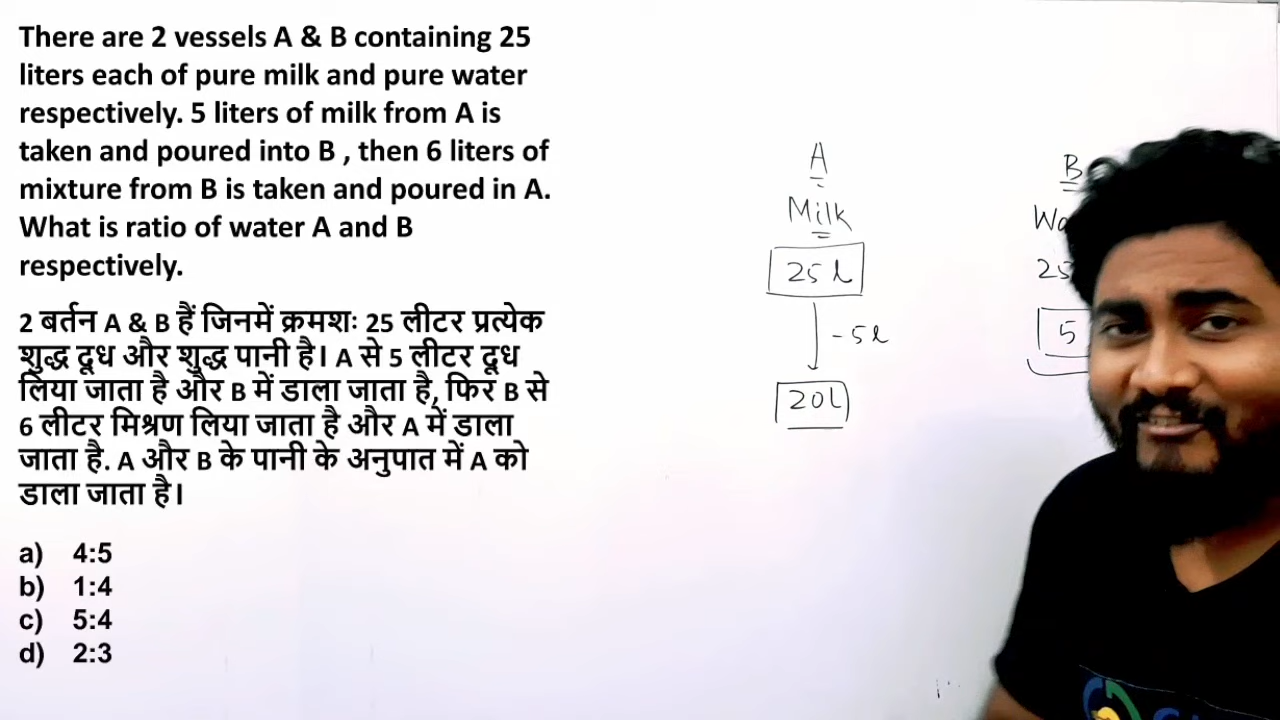 There are 2 vessels A & B containing 25
liters each of pure milk and pure water
respectively. 5 liters of milk from A is
taken and poured into B , then 6 liters of
mixture from B is taken and poured in A.
What is ratio of water A and B
respectively.
2 बर्तन A & B हैं जिनमें क्रमशः 25 लीटर प्रत्येक
शुद्ध दूध और शुद्ध पानी है। A से 5 लीटर दूध
लिया जाता है और B में डाला जाता है, फिर B से
6 लीटर मिश्रण लिया जाता है और A में डाला
जाता है. A और B के पानी के अनुपात में A को
डाला जाता है।
a) 4:5
b) 1:4
c) 5:4
d) 2:3
A
Milk
25 l
-5l
20l
B
25
5